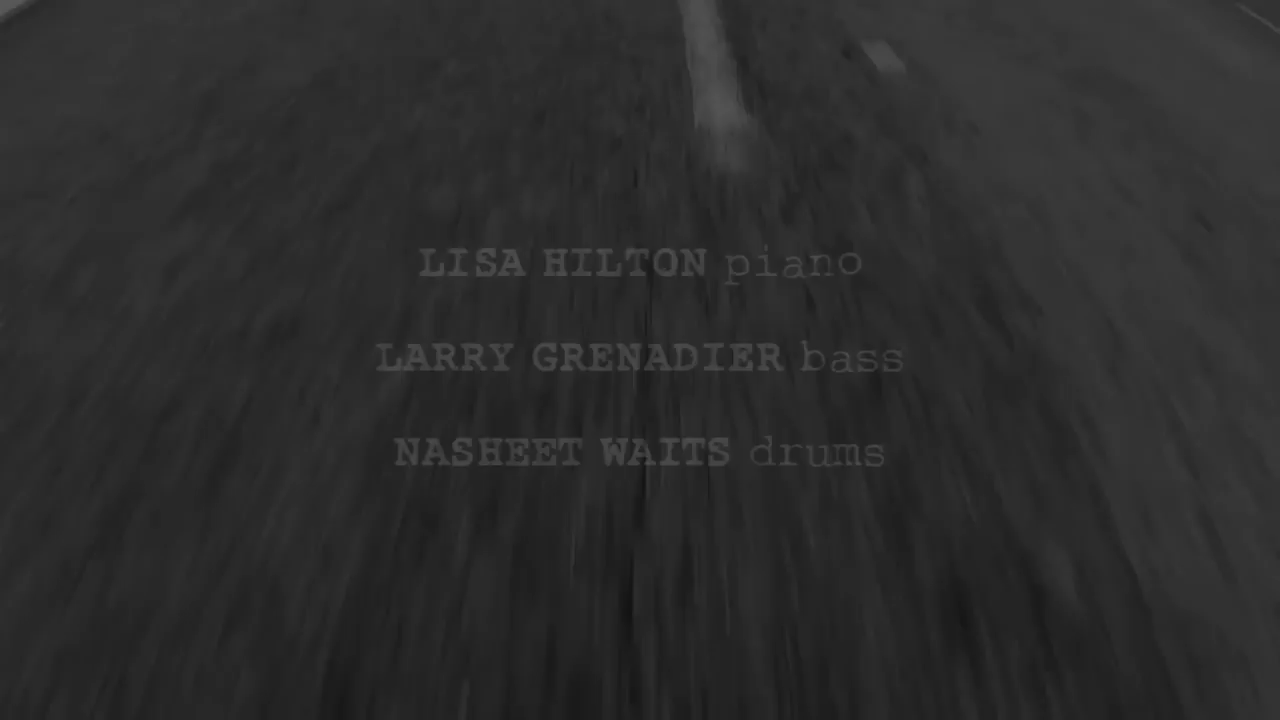 LISA HILTON piano
LARRY GRENADIER bass
NASHEET WAITS drums